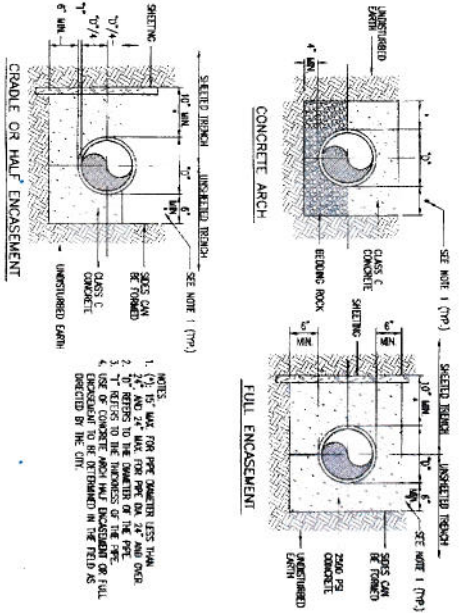 UNDISTURBED
EARTH
4"
MIN.
*
"D"
*
SEE NOTE 1 (TYP.)
CLASS C
CONCRETE
BEDDING ROCK
CONCRETE ARCH
SHEETED TRENCH
UNSHEETED TRENCH
SHEETING
6"
MIN.
6"
MIN.
10" MIN.
*
"D"
6"
MIN.
*
SEE NOTE 1 (TYP.)
SIDES CAN
BE FORMED
2500 PSI
CONCRETE
UNDISTURBED
EARTH
FULL ENCASEMENT
SHEETED TRENCH
UNSHEETED TRENCH
SHEETING
"D"/4
"D"/4
"T"
6" MIN.
10" MIN.
*
"D"
6"
MIN.
*
SEE NOTE 1 (TYP.)
SIDES CAN
BE FORMED
CLASS C
CONCRETE
UNDISTURBED EARTH
CRADLE OR HALF ENCASEMENT
NOTES
1. (*) 15" MAX. FOR PIPE DIAMETER LESS THAN
24" AND 24" MAX. FOR PIPE DIA. 24" AND OVER.
2. "D" REFERS TO THE DIAMETER OF THE PIPE.
3. "T" REFERS TO THE THICKNESS OF THE PIPE.
4. USE OF CONCRETE ARCH HALF ENCASEMENT OR FULL
ENCASEMENT TO BE DETERMINED IN THE FIELD AS
DIRECTED BY THE CITY.